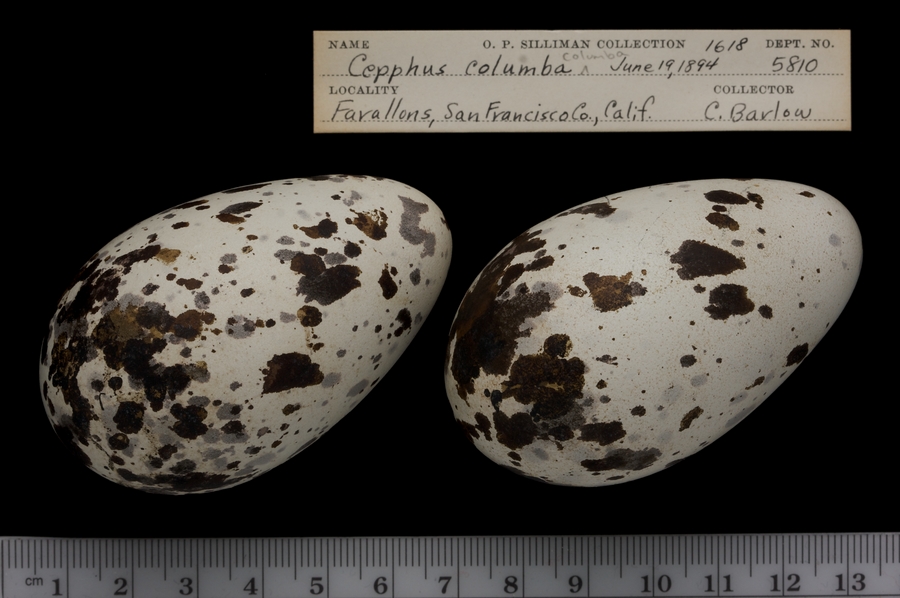 NAME O. P. SILLIMAN COLLECTION 1618 DEPT. NO.
Cepphus columba ^ columba June 19, 1894 5810
LOCALITY COLLECTOR
Farallons, San Francisco Co., Calif. C. Barlow
cm 1 2 3 4 5 6 7 8 9 10 11 12 13